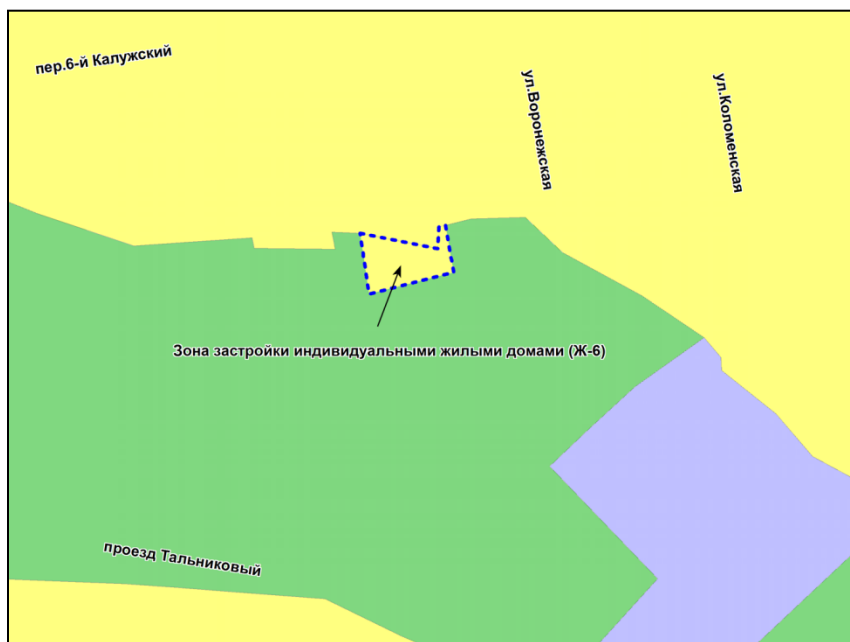 пер.6-й Калужский
ул.Воронежская
ул.Коломенская
Зона застройки индивидуальными жилыми домами (Ж-6)
проезд Тальниковый